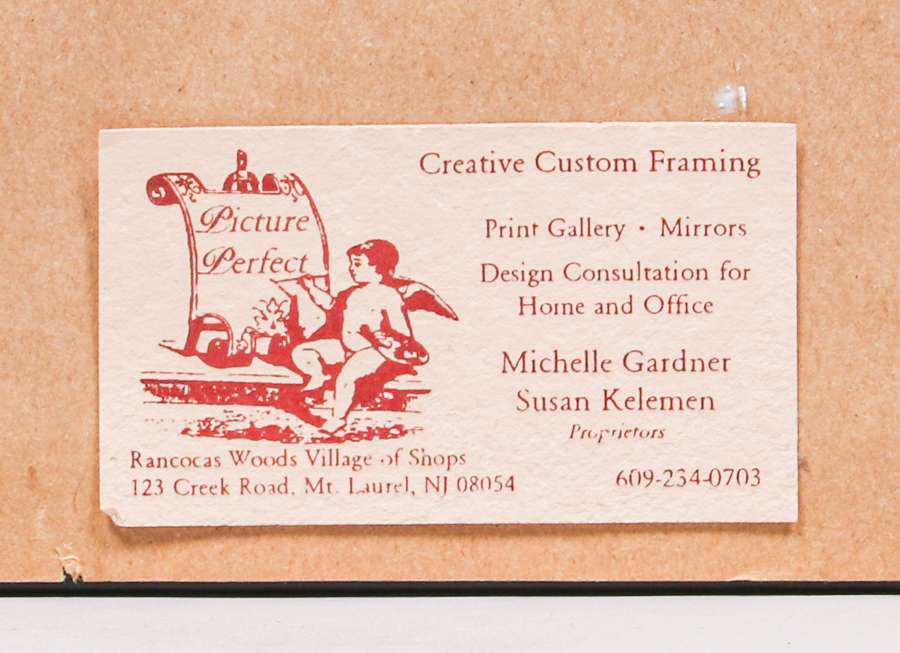 Picture
Perfect
Creative Custom Framing
Print Gallery • Mirrors
Design Consultation for
Home and Office
Michelle Gardner
Susan Kelemen
Proprietors
Rancocas Woods Village of Shops
123 Creek Road, Mt. Laurel, NJ 08054
609-234-0703